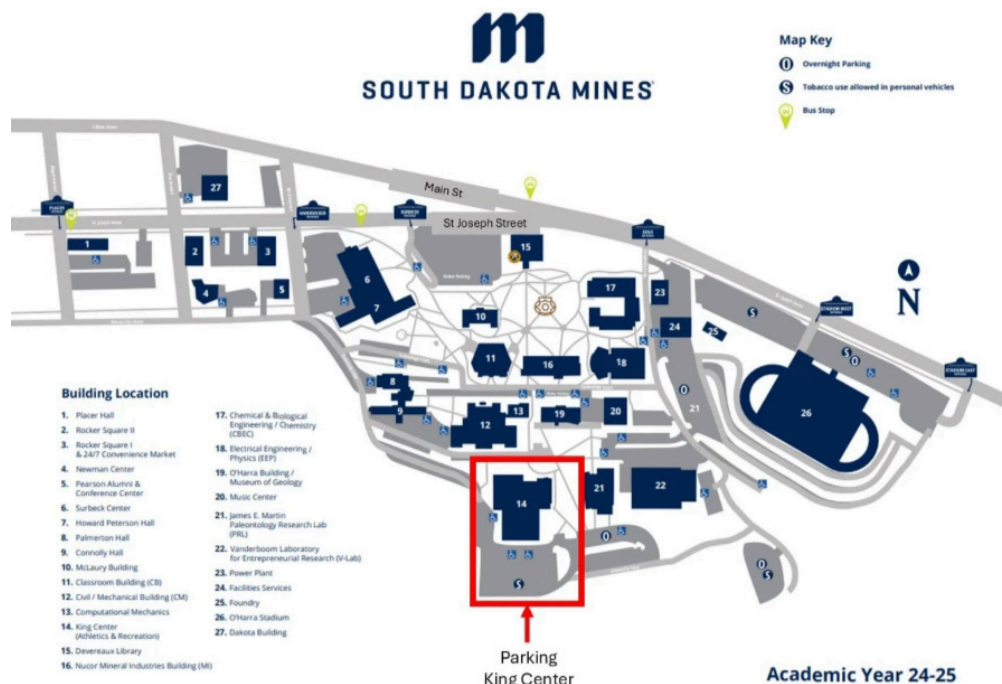 SOUTH DAKOTA MINES
Map Key
O Overnight Parking
S Tobacco use allowed in personal vehicles
Bus Stop
Main St
St Joseph Street
PLACER
SURBECK
STADIUM WEST
STADIUM EAST
N
27
1
2
3
4
5
6
7
15
17
23
10
24
25
11
16
18
8
9
12
13
19
20
21
26
14
21
22
O
S
Building Location
1. Placer Hall
2. Rocker Square II
3. Rocker Square I
& 24/7 Convenience Market
4. Newman Center
5. Pearson Alumni &
Conference Center
6. Surbeck Center
7. Howard Peterson Hall
8. Palmerton Hall
9. Connolly Hall
10. McLaury Building
11. Classroom Building (CB)
12. Civil / Mechanical Building (CM)
13. Computational Mechanics
14. King Center
(Athletics & Recreation)
15. Devereaux Library
16. Nucor Mineral Industries Building (MI)
17. Chemical & Biological
Engineering / Chemistry
(CBEC)
18. Electrical Engineering /
Physics (EEP)
19. O'Harra Building /
Museum of Geology
20. Music Center
21. James E. Martin
Paleontology Research Lab
(PRL)
22. Vanderboom Laboratory
for Entrepreneurial Research (V-Lab)
23. Power Plant
24. Facilities Services
25. Foundry
26. O'Harra Stadium
27. Dakota Building
Parking
King Center
Academic Year 24-25